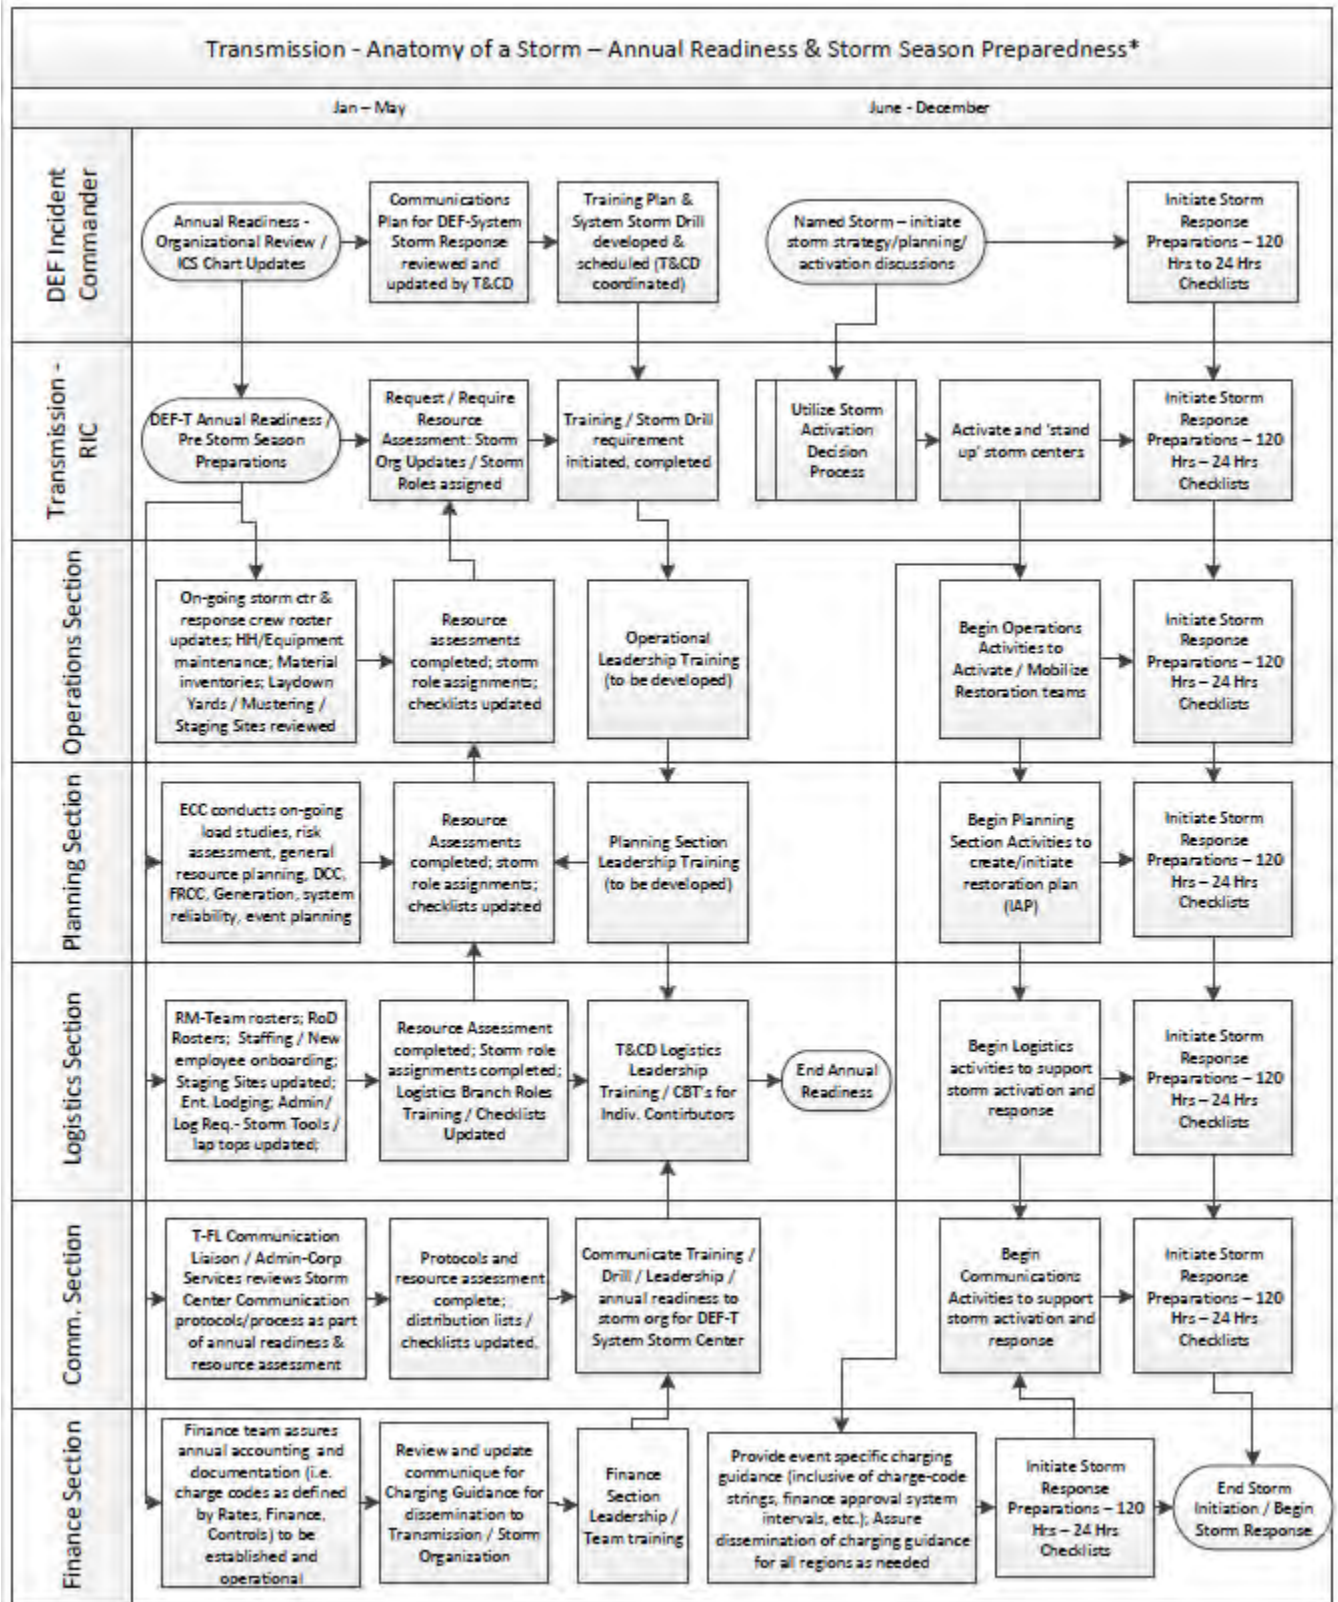 Transmission - Anatomy of a Storm – Annual Readiness & Storm Season Preparedness*
Jan – May
June - December
DEF Incident
Commander
Annual Readiness -
Organizational Review /
ICS Chart Updates
Communications
Plan for DEF-System
Storm Response
reviewed and
updated by T&CD
Training Plan &
System Storm Drill
developed &
scheduled (T&CD
coordinated)
Named Storm – initiate
storm strategy/planning/
activation discussions
Initiate Storm
Response
Preparations – 120
Hrs to 24 Hrs
Checklists
Transmission -
RIC
DEF-T Annual Readiness /
Pre Storm Season
Preparations
Request / Require
Resource
Assessment: Storm
Org Updates / Storm
Roles assigned
Training / Storm Drill
requirement
initiated, completed
Utilize Storm
Activation
Decision
Process
Activate and 'stand
up' storm centers
Initiate Storm
Response
Preparations – 120
Hrs – 24 Hrs
Checklists
Operations Section
On-going storm ctr &
response crew roster
updates; HH/Equipment
maintenance; Material
inventories; Laydown
Yards / Mustering /
Staging Sites reviewed
Resource
assessments
completed; storm
role assignments;
checklists updated
Operational
Leadership Training
(to be developed)
Begin Operations
Activities to
Activate / Mobilize
Restoration teams
Initiate Storm
Response
Preparations – 120
Hrs – 24 Hrs
Checklists
Planning Section
ECC conducts on-going
load studies, risk
assessment, general
resource planning, DCC,
FRCC, Generation, system
reliability, event planning
Resource
Assessments
completed; storm
role assignments;
checklists updated
Planning Section
Leadership Training
(to be developed)
Begin Planning
Section Activities to
create/initiate
restoration plan
(IAP)
Initiate Storm
Response
Preparations – 120
Hrs – 24 Hrs
Checklists
Logistics Section
RM-Team rosters; RoD
Rosters; Staffing / New
employee onboarding;
Staging Sites updated;
Ent. Lodging; Admin/
Log Req.- Storm Tools /
lap tops updated;
Resource Assessment
completed; Storm role
assignments completed;
Logistics Branch Roles
Training / Checklists
Updated
T&CD Logistics
Leadership
Training / CBT's for
Indiv. Contirbutors
End Annual
Readiness
Begin Logistics
activities to support
storm activation and
response
Initiate Storm
Response
Preparations – 120
Hrs – 24 Hrs
Checklists
Comm. Section
T-FL Communication
Liaison / Admin-Corp
Services reviews Storm
Center Communication
protocols/process as part
of annual readiness &
resource assessment
Protocols and
resource assessment
complete;
distribution lists /
checklists updated.
Communicate Training /
Drill / Leadership /
annual readiness to
storm org for DEF-T
System Storm Center
Begin
Communications
Activities to support
storm activation and
response
Initiate Storm
Response
Preparations – 120
Hrs – 24 Hrs
Checklists
Finance Section
Finance team assures
annual accounting and
documentation (i.e.
charge codes as defined
by Rates, Finance,
Controls) to be
established and
operational
Review and update
communique for
Charging Guidance for
dissemination to
Transmission / Storm
Organization
Finance
Section
Leadership /
Team training
Provide event specific charging
guidance (inclusive of charge-code
strings, finance approval system
intervals, etc.); Assure
dissemination of charging guidance
for all regions as needed
Initiate Storm
Response
Preparations – 120
Hrs – 24 Hrs
Checklists
End Storm
Initiation / Begin
Storm Response